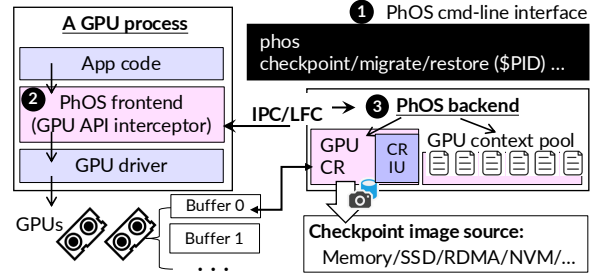 1 PhOS cmd-line interface
phos
checkpoint/migrate/restore ($PID) ...
A GPU process
App code
2 PhOS frontend
(GPU API interceptor)
GPU driver
IPC/LFC
3 PhOS backend
GPU
CR
CR
IU
GPU context pool
GPUs
Buffer 0
Buffer 1
...
Checkpoint image source:
Memory/SSD/RDMA/NVM/...